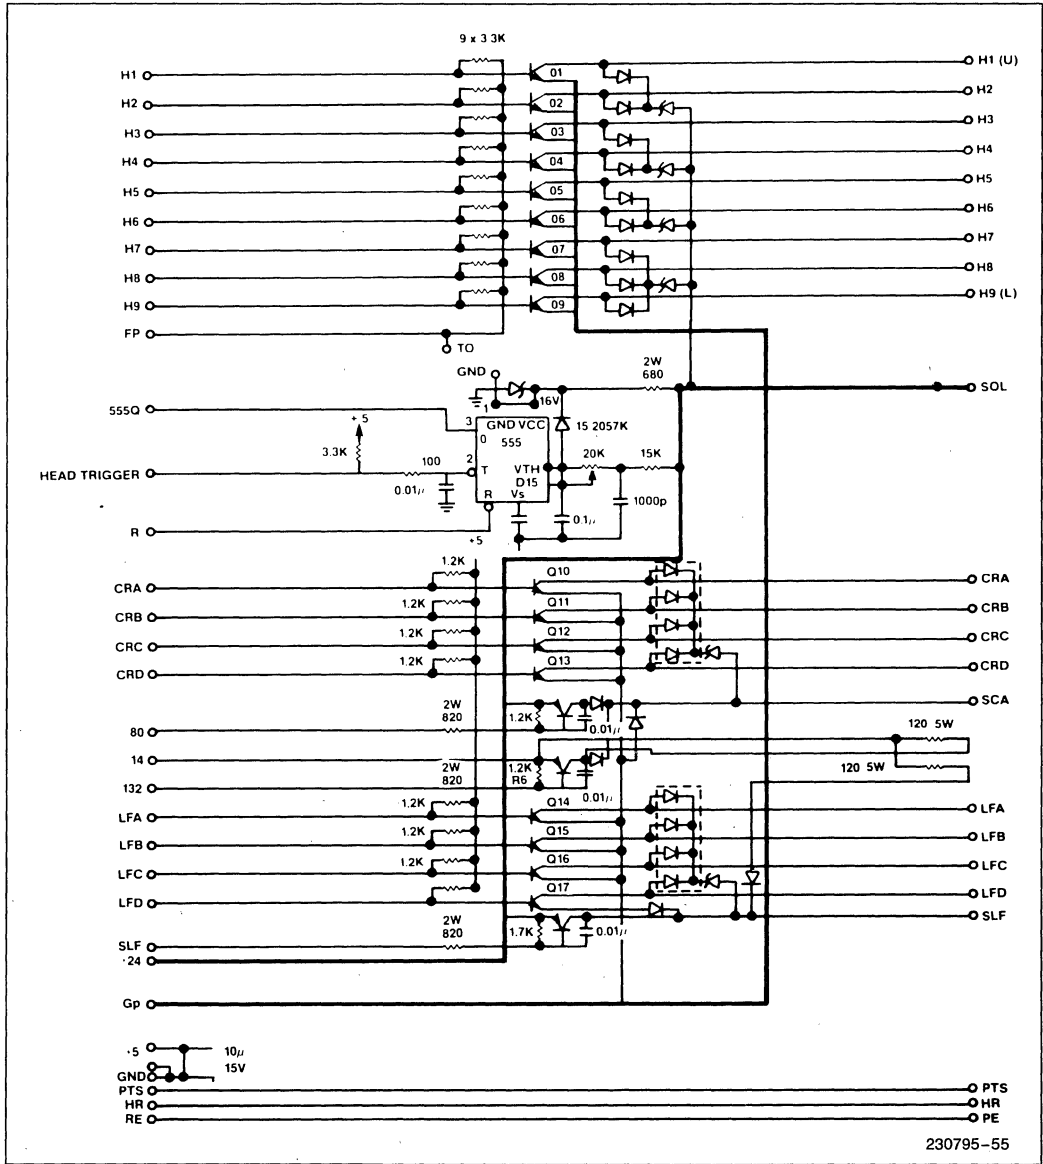 9 x 3 3K
H1 01 H1 (U)
H2 02 H2
H3 03 H3
H4 04 H4
H5 05 H5
H6 06 H6
H7 07 H7
H8 08 H8
H9 09 H9 (L)
FP
TO
GND 2W
680
16V SOL
555Q 1
+ 5 3 GND VCC 15 2057K
0 555
3.3K 2 20K 15K
HEAD TRIGGER 100 T VTH
0.01μ D15
R Vs 0.1μ 1000p
R
+5
1.2K Q10
CRA CRA
1.2K Q11
CRB CRB
1.2K Q12
CRC CRC
1.2K Q13
CRD CRD
SCA
2W
820 1.2K
80 0.01μ 120 5W
14
2W 1.2K 120 5W
820 R6
132 0.01μ
1.2K Q14
LFA LFA
1.2K Q15
LFB LFB
1.2K Q16
LFC LFC
Q17
LFD LFD
2W SLF
820 1.7K 0.01μ
SLF
·24
Gp
·5 10μ
15V
GND
PTS PTS
HR HR
RE PE
230795–55